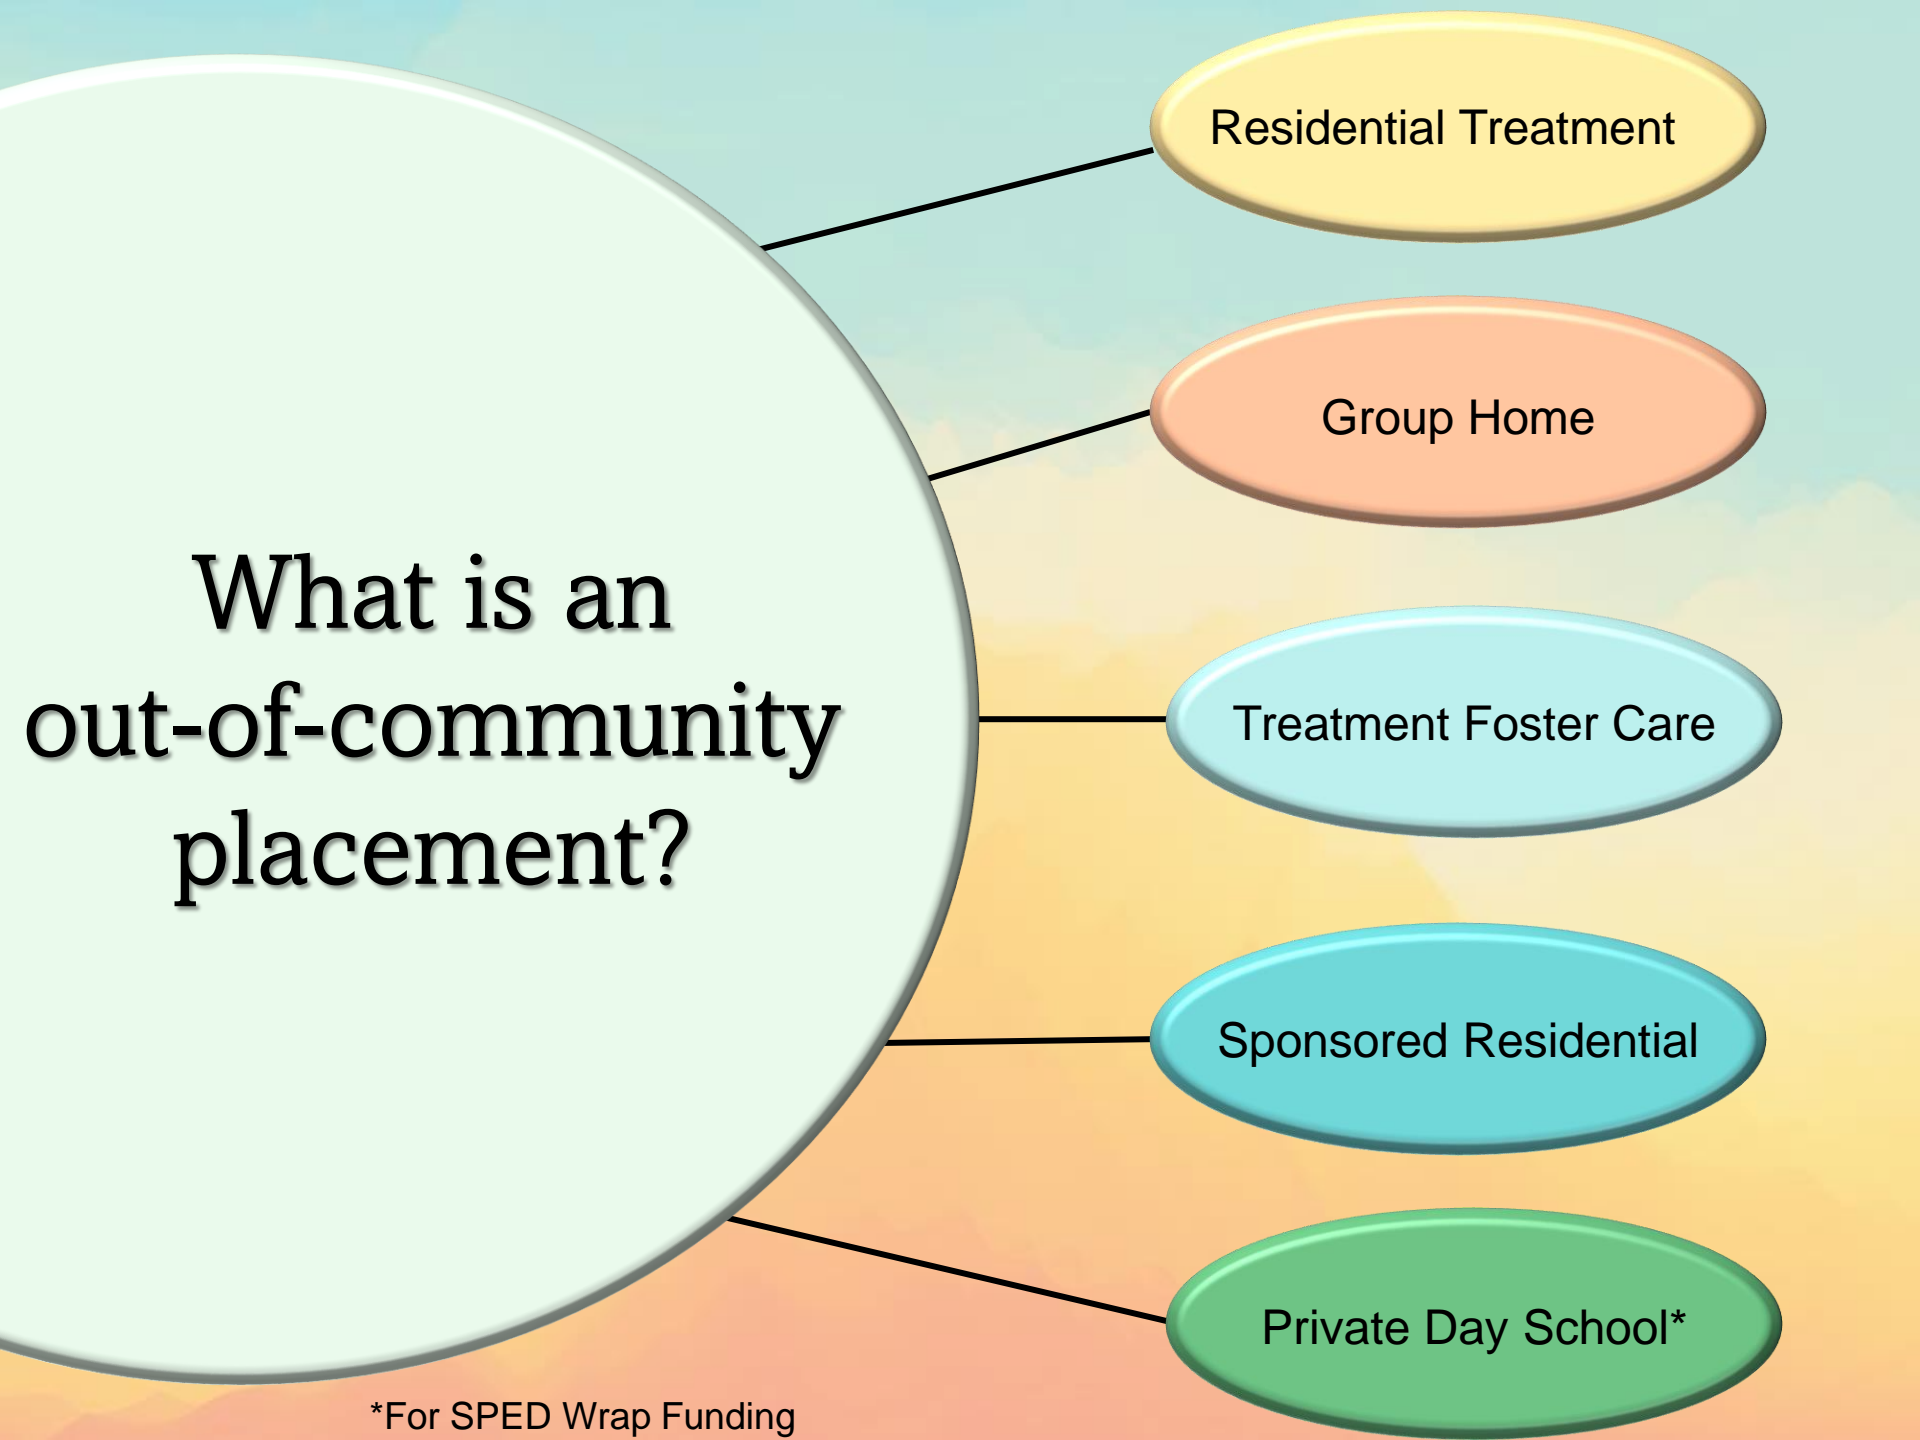 What is an
out-of-community
placement?
Residential Treatment
Group Home
Treatment Foster Care
Sponsored Residential
Private Day School*
*For SPED Wrap Funding